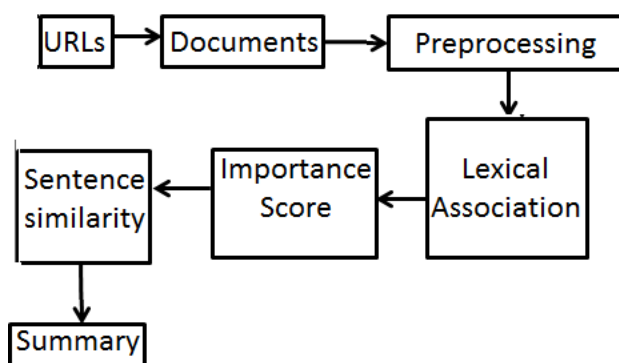 URLs
Documents
Preprocessing
Lexical
Association
Importance
Score
Sentence
similarity
Summary